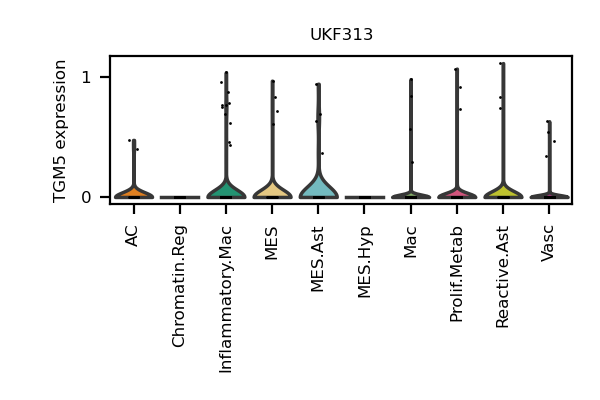 UKF313
TGM5 expression
1
0
AC
Chromatin.Reg
Inflammatory.Mac
MES
MES.Ast
MES.Hyp
Mac
Prolif.Metab
Reactive.Ast
Vasc